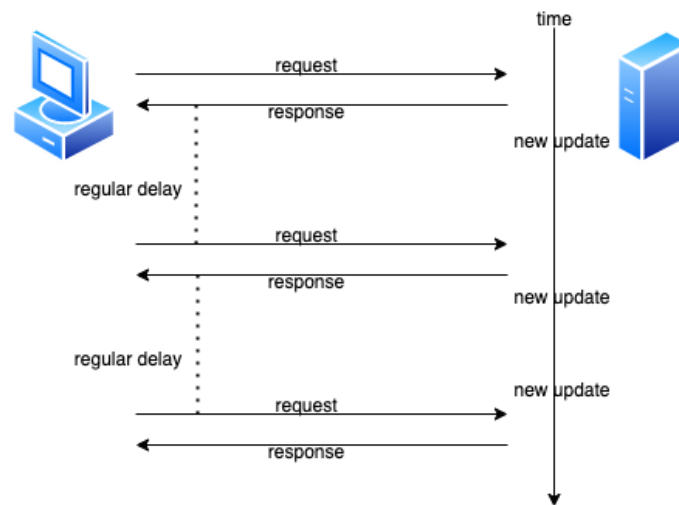 time
request
response
new update
regular delay
request
response
new update
regular delay
new update
request
response